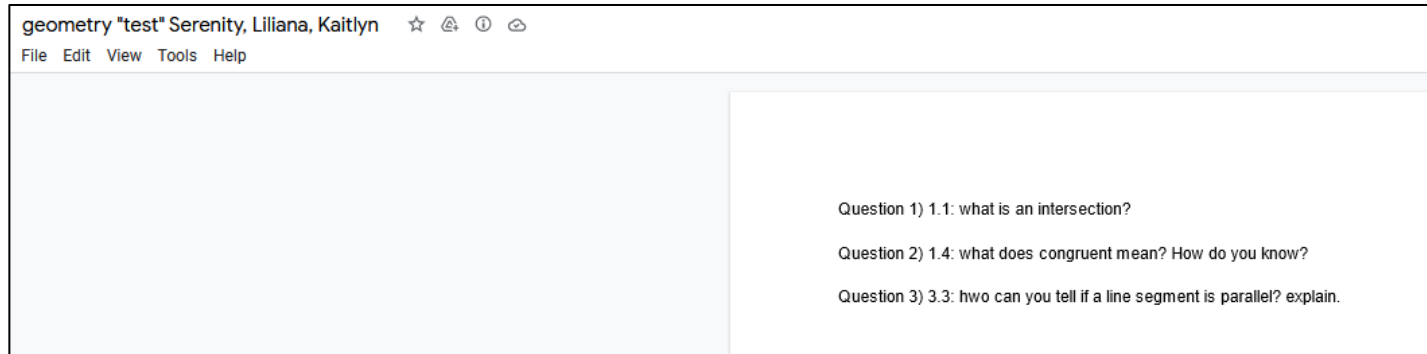 geometry "test" Serenity, Liliana, Kaitlyn
File Edit View Tools Help
Question 1) 1.1: what is an intersection?
Question 2) 1.4: what does congruent mean? How do you know?
Question 3) 3.3: hwo can you tell if a line segment is parallel? explain.